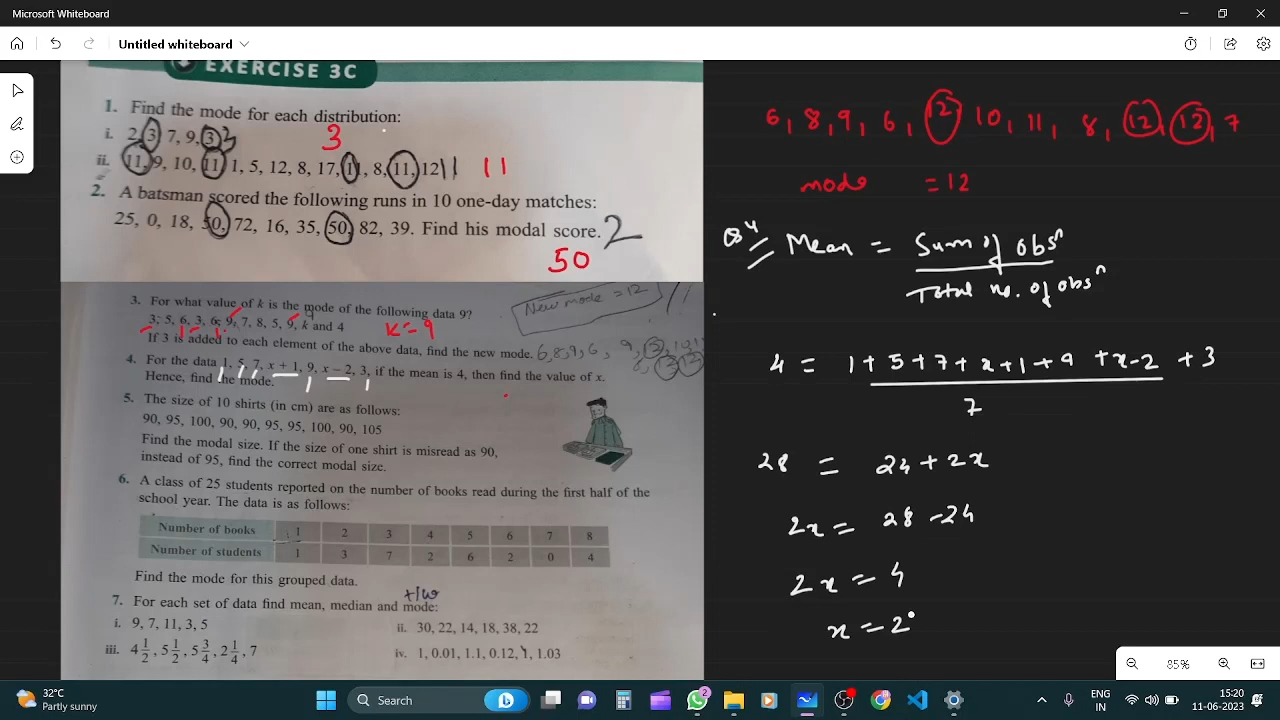 Microsoft Whiteboard
Untitled whiteboard
EXERCISE 3C
1. Find the mode for each distribution:
i. 2, 3, 7, 9, 3
3
ii. 11, 9, 10, 11, 1, 5, 12, 8, 17, 11, 8, 11, 12
11
11
2. A batsman scored the following runs in 10 one-day matches:
25, 0, 18, 50, 72, 16, 35, 50, 82, 39. Find his modal score.
2
50
3. For what value of k is the mode of the following data 9?
3, 5, 6, 3, 6, 9, 7, 8, 5, 9, k and 4
k = 9
New mode = 12
If 3 is added to each element of the above data, find the new mode.
6, 8, 9, 6,
4. For the data 1, 5, 7, x + 1, 9, x − 2, 3, if the mean is 4, then find the value of x.
Hence, find the mode.
5. The size of 10 shirts (in cm) are as follows:
90, 95, 100, 90, 90, 95, 95, 100, 90, 105
Find the modal size. If the size of one shirt is misread as 90,
instead of 95, find the correct modal size.
6. A class of 25 students reported on the number of books read during the first half of the
school year. The data is as follows:
Number of books 1 2 3 4 5 6 7 8
Number of students 1 3 7 2 6 2 0 4
Find the mode for this grouped data.
7. For each set of data find mean, median and mode:
i. 9, 7, 11, 3, 5
ii. 30, 22, 14, 18, 38, 22
iii. 4 1/2, 5 1/2, 5 3/4, 2 1/4, 7
iv. 1, 0.01, 1.1, 0.12, 1, 1.03
6, 8, 9, 6, 12, 10, 11, 8, 12, 12, 7
mode = 12
Q4 Mean = Sum of obsⁿ
Total no. of obsⁿ
4 = 1 + 5 + 7 + x + 1 + 9 + x - 2 + 3
7
28 = 24 + 2x
2x = 28 - 24
2x = 4
x = 2
85%
32°C
Partly sunny
Search
2
ENG
IN
15:20
11-06-2023